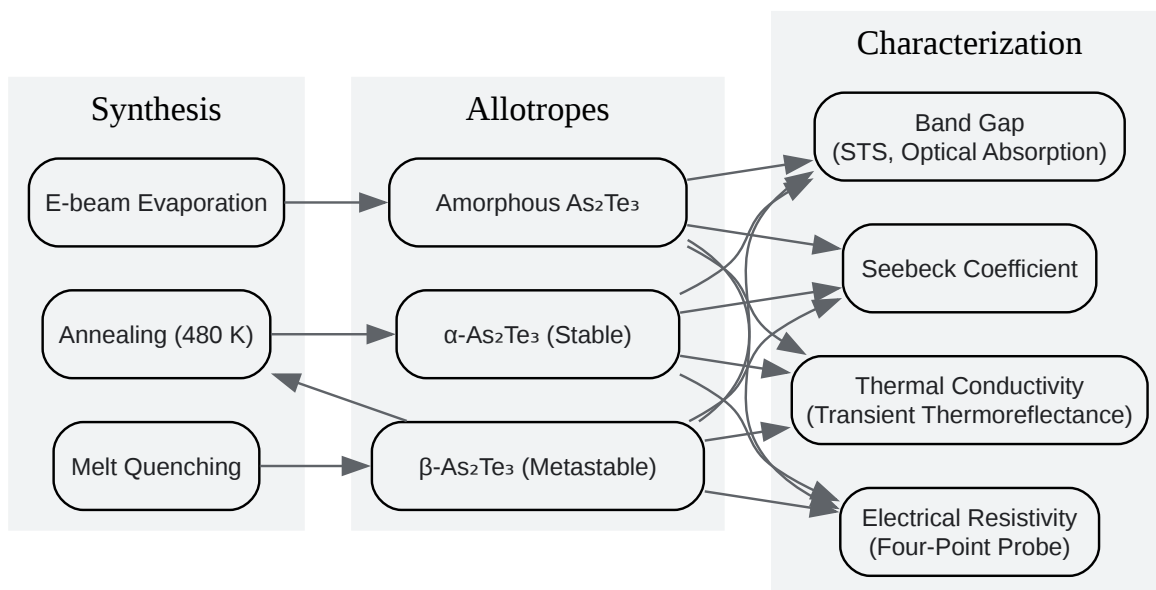 Synthesis
E-beam Evaporation
Annealing (480 K)
Melt Quenching
Allotropes
Amorphous As₂Te₃
α-As₂Te₃ (Stable)
β-As₂Te₃ (Metastable)
Characterization
Band Gap
(STS, Optical Absorption)
Seebeck Coefficient
Thermal Conductivity
(Transient Thermoreflectance)
Electrical Resistivity
(Four-Point Probe)